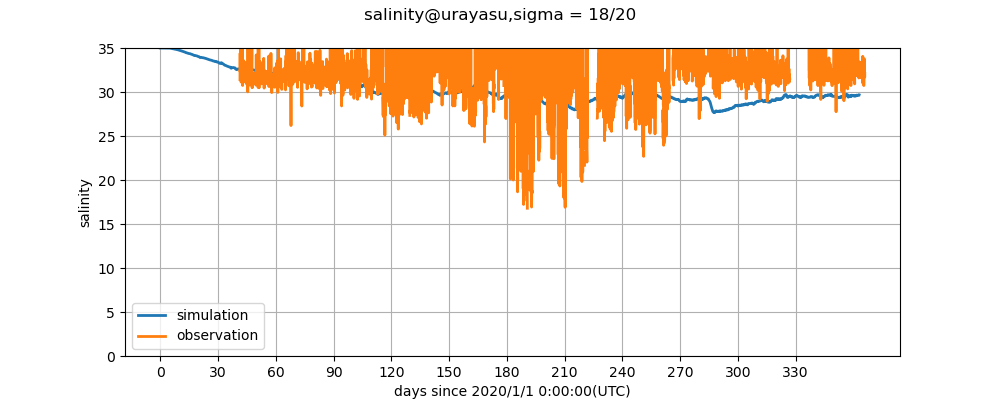 salinity@urayasu,sigma = 18/20
salinity
35
30
25
20
15
10
5
0
simulation
observation
0 30 60 90 120 150 180 210 240 270 300 330
days since 2020/1/1 0:00:00(UTC)